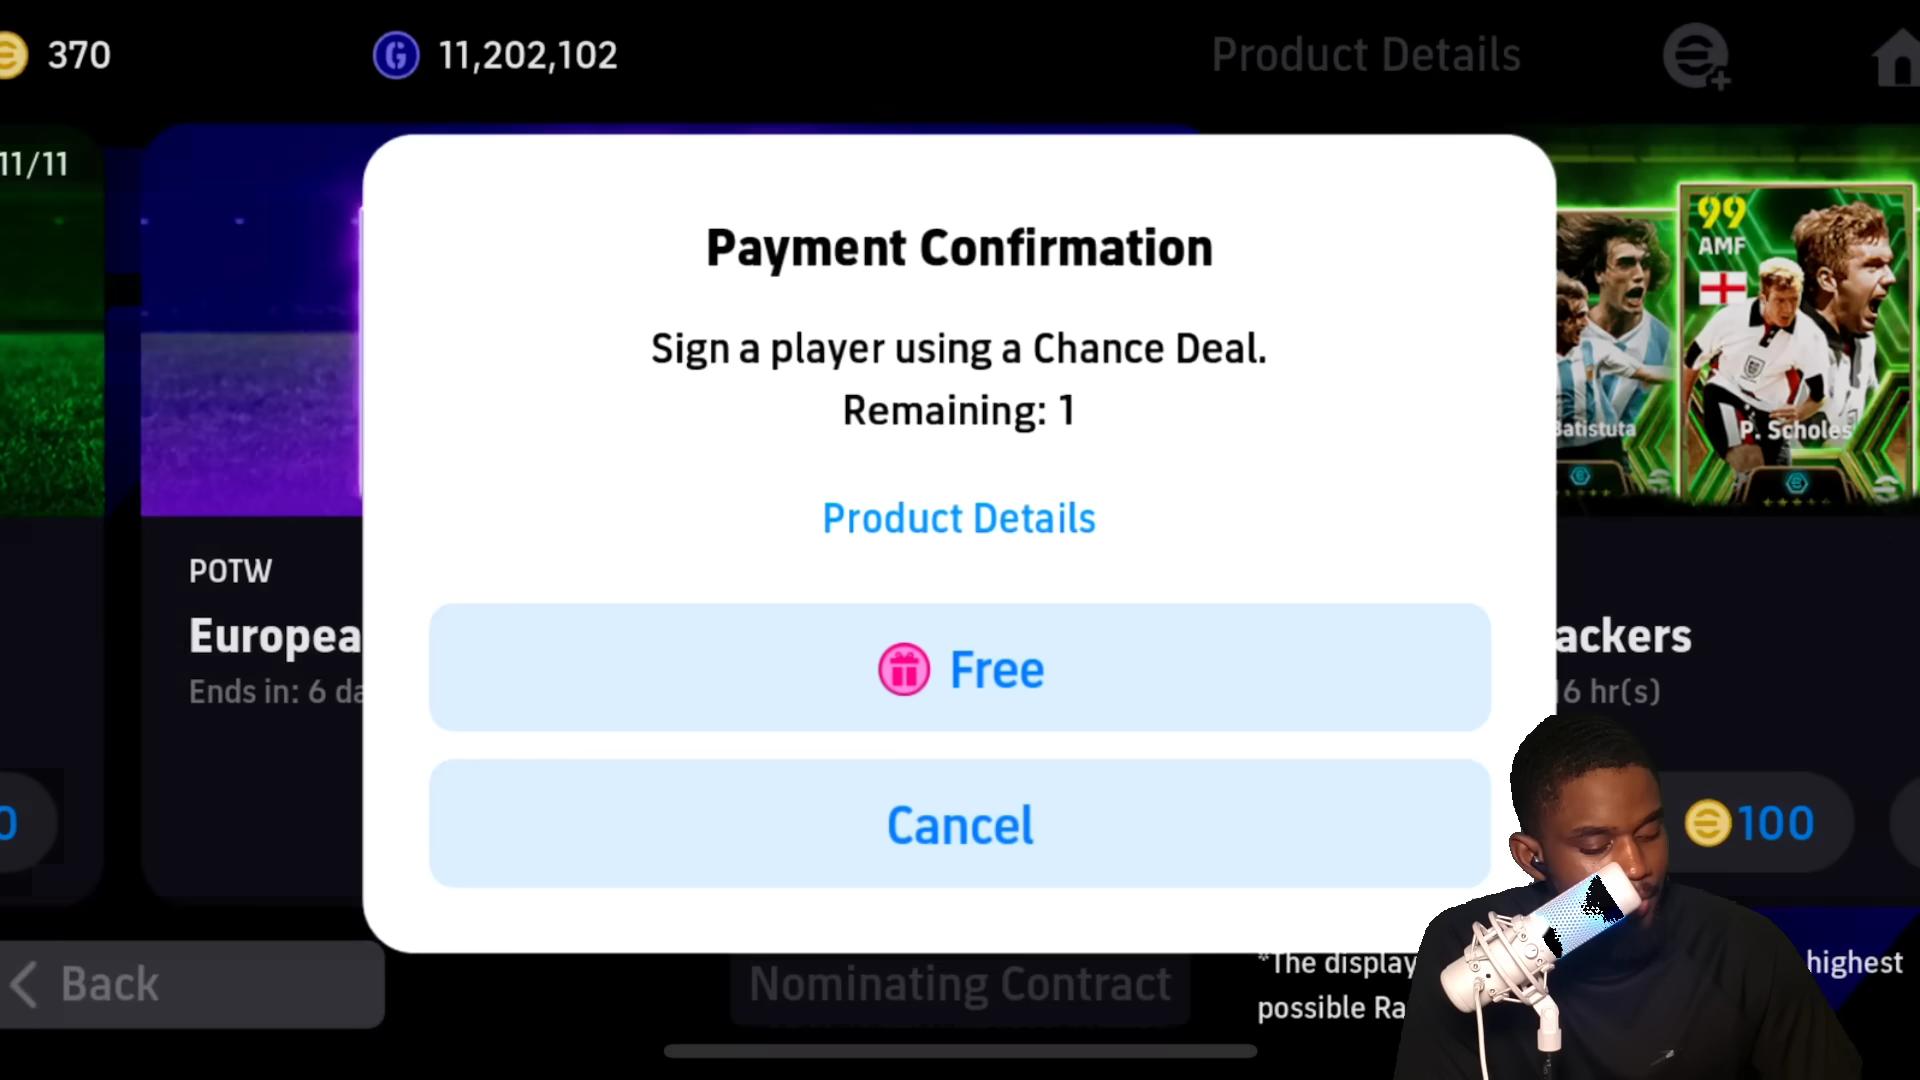 370
11,202,102
Product Details
11/11
Payment Confirmation
Sign a player using a Chance Deal.
Remaining: 1
Product Details
Free
Cancel
POTW
Europea
Ends in: 6 da
99
AMF
Batistuta
P. Scholes
ackers
16 hr(s)
0
100
Back
Nominating Contract
*The display
highest
possible Ra